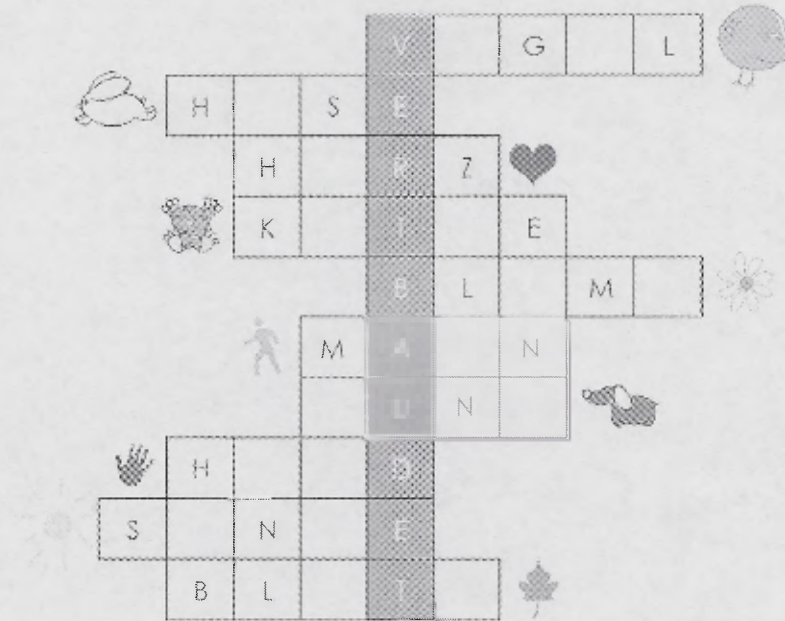 V G L
H S E
H R Z
K T E
B L M
M A N
U N
H D
S N E
B L T